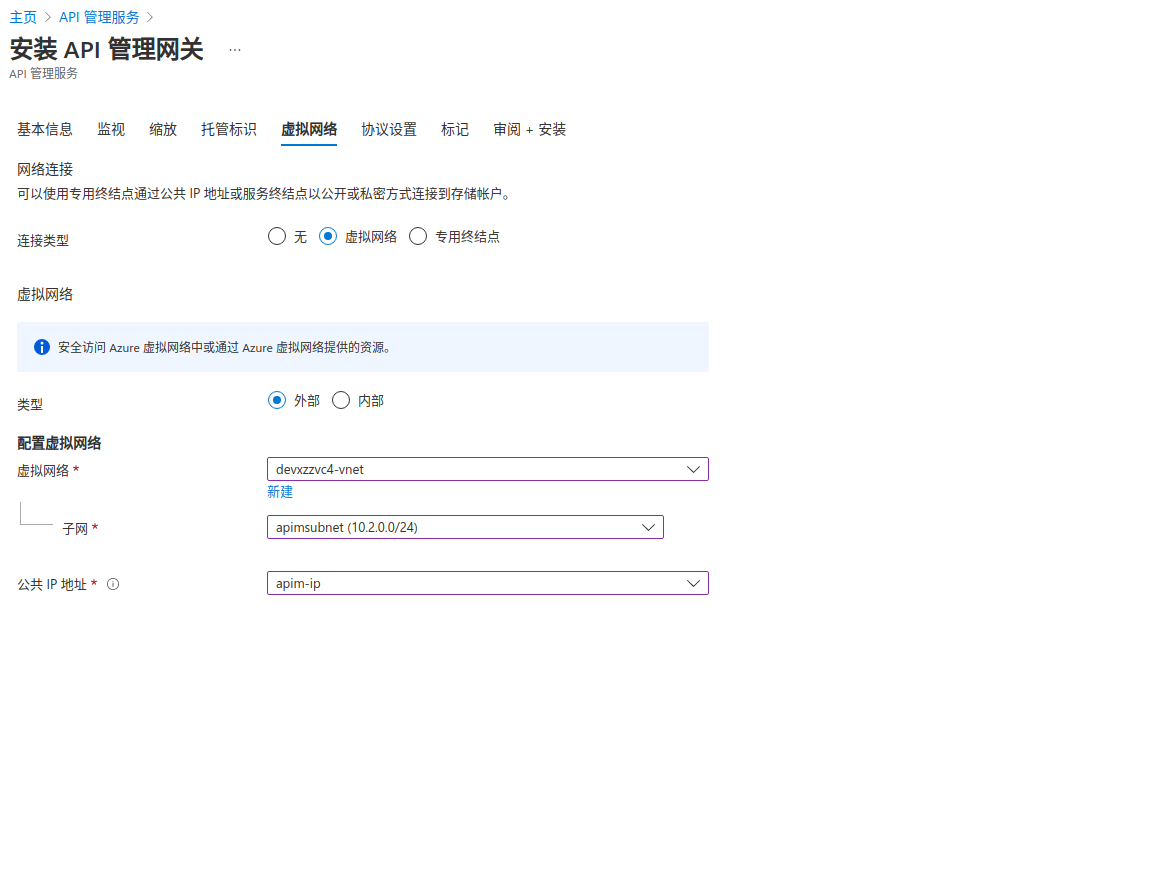 主页 > API 管理服务 >
安装 API 管理网关 ...
API 管理服务
基本信息 监视 缩放 托管标识 虚拟网络 协议设置 标记 审阅 + 安装
网络连接
可以使用专用终结点通过公共 IP 地址或服务终结点以公开或私密方式连接到存储帐户。
连接类型 无 虚拟网络 专用终结点
虚拟网络
安全访问 Azure 虚拟网络中或通过 Azure 虚拟网络提供的资源。
类型 外部 内部
配置虚拟网络
虚拟网络 * devxzzvc4-vnet
新建
子网 * apimsubnet (10.2.0.0/24)
公共 IP 地址 * apim-ip